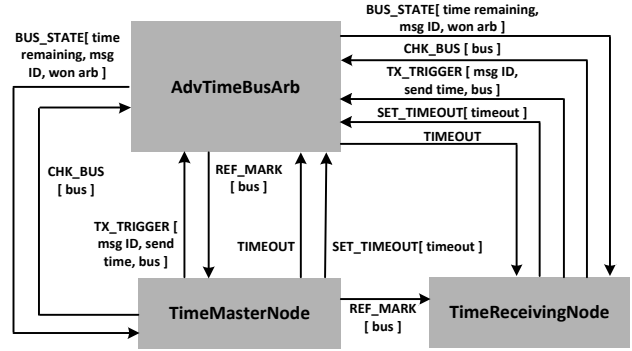 BUS_STATE[ time remaining,
msg ID, won arb ]
BUS_STATE[ time
remaining, msg
ID, won arb ]
CHK_BUS[ bus ]
TX_TRIGGER[ msg ID,
send time, bus ]
AdvTimeBusArb
SET_TIMEOUT[ timeout ]
TIMEOUT
CHK_BUS
[ bus ]
REF_MARK
[ bus ]
TX_TRIGGER [
msg ID, send
time, bus ]
TIMEOUT
SET_TIMEOUT[ timeout ]
TimeMasterNode
REF_MARK
[ bus ]
TimeReceivingNode